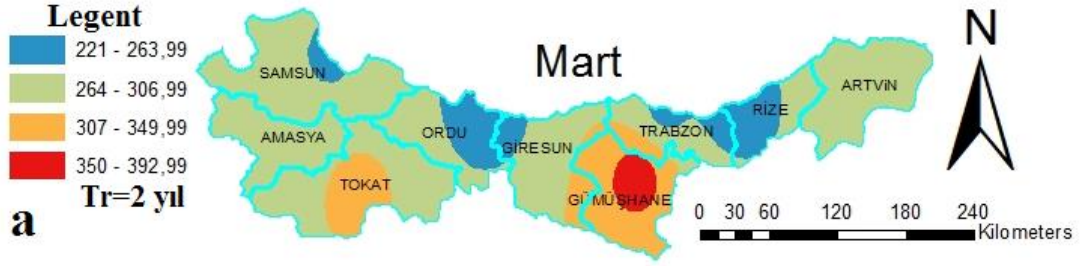 Legent
221 - 263,99
264 - 306,99
307 - 349,99
350 - 392,99
Tr=2 yıl
a
Mart
N
SAMSUN
AMASYA
TOKAT
ORDU
GİRESUN
GÜMÜŞHANE
TRABZON
RİZE
ARTVİN
0 30 60 120 180 240
Kilometers